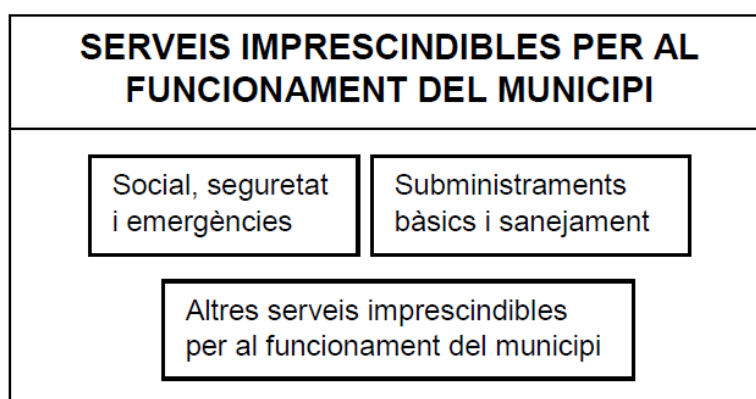 SERVEIS IMPRESCINDIBLES PER AL
FUNCIONAMENT DEL MUNICIPI
Social, seguretat
i emergències
Subministraments
bàsics i sanejament
Altres serveis imprescindibles
per al funcionament del municipi